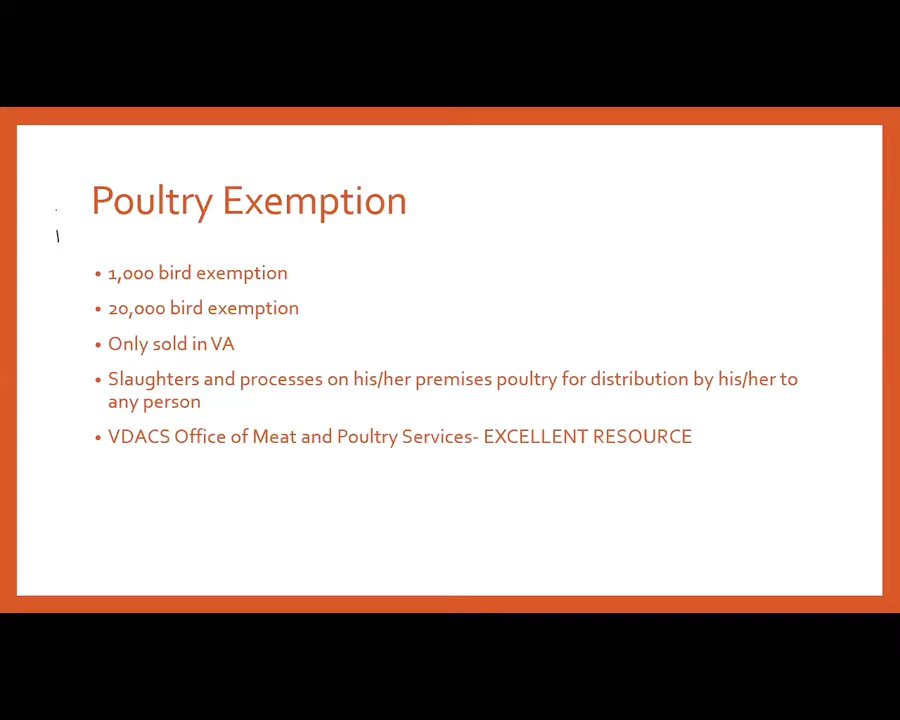 Poultry Exemption
• 1,000 bird exemption
• 20,000 bird exemption
• Only sold in VA
• Slaughters and processes on his/her premises poultry for distribution by his/her to
any person
• VDACS Office of Meat and Poultry Services- EXCELLENT RESOURCE